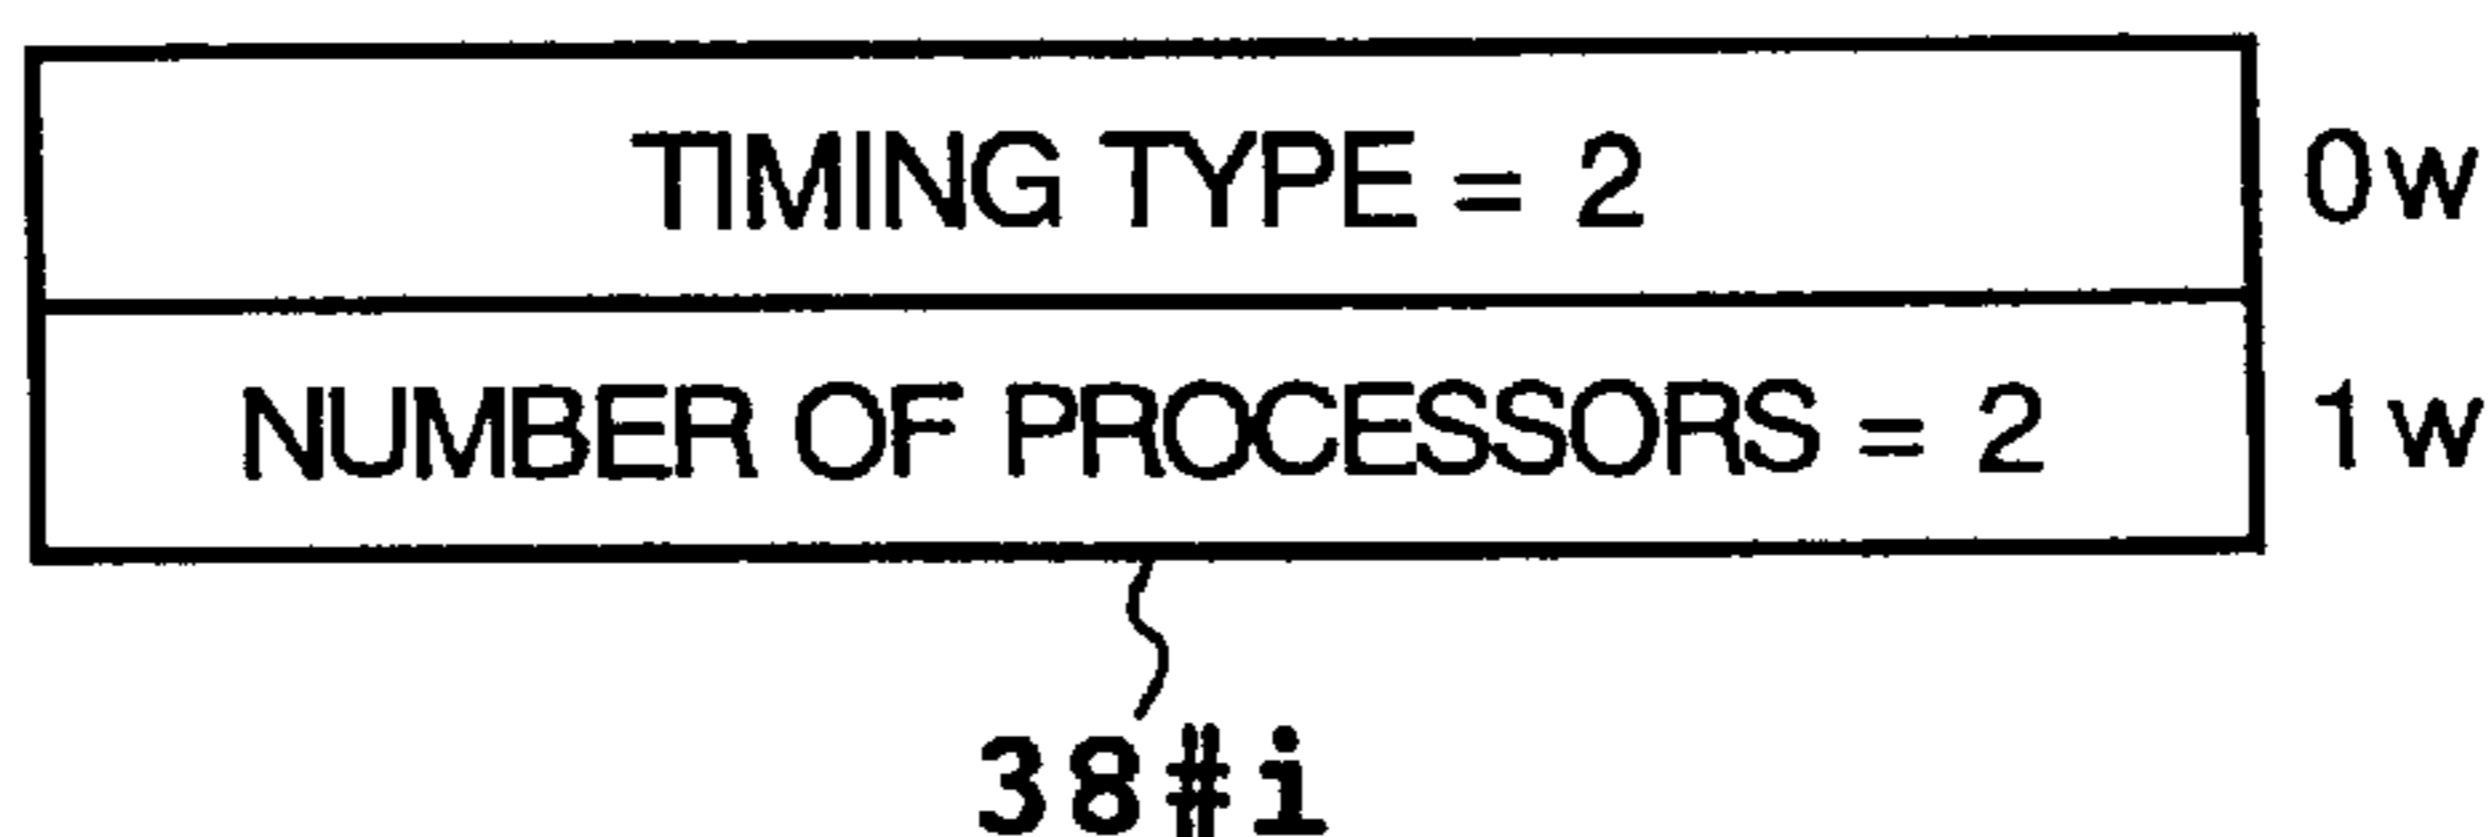 TIMING TYPE = 2 0w
NUMBER OF PROCESSORS = 2 1w
38#i